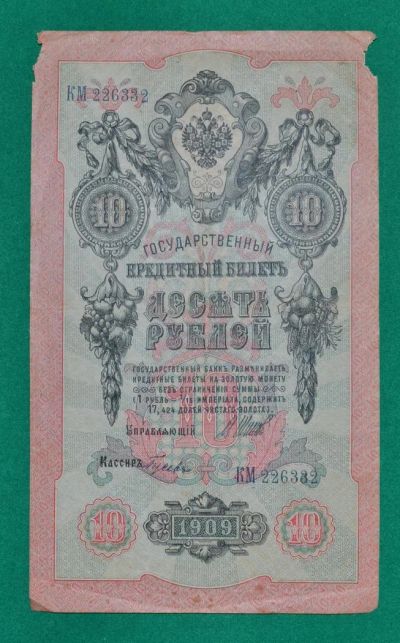 КМ 226332
10 10
ГОСУДАРСТВЕННЫЙ
КРЕДИТНЫЙ БИЛЕТЪ
ДЕСЯТЬ
РУБЛЕЙ
ГОСУДАРСТВЕННЫЙ БАНКЪ РАЗМѢНИВАЕТЪ
КРЕДИТНЫЕ БИЛЕТЫ НА ЗОЛОТУЮ МОНЕТУ
БЕЗЪ ОГРАНИЧЕНІЯ СУММЫ
(1 РУБЛЬ = 1/15 ИМПЕРІАЛА, СОДЕРЖИТЪ
17,424 ДОЛЕЙ ЧИСТАГО ЗОЛОТА).
УПРАВЛЯЮЩІЙ
10
КАССИРЪ
КМ 226332
10 1909 10